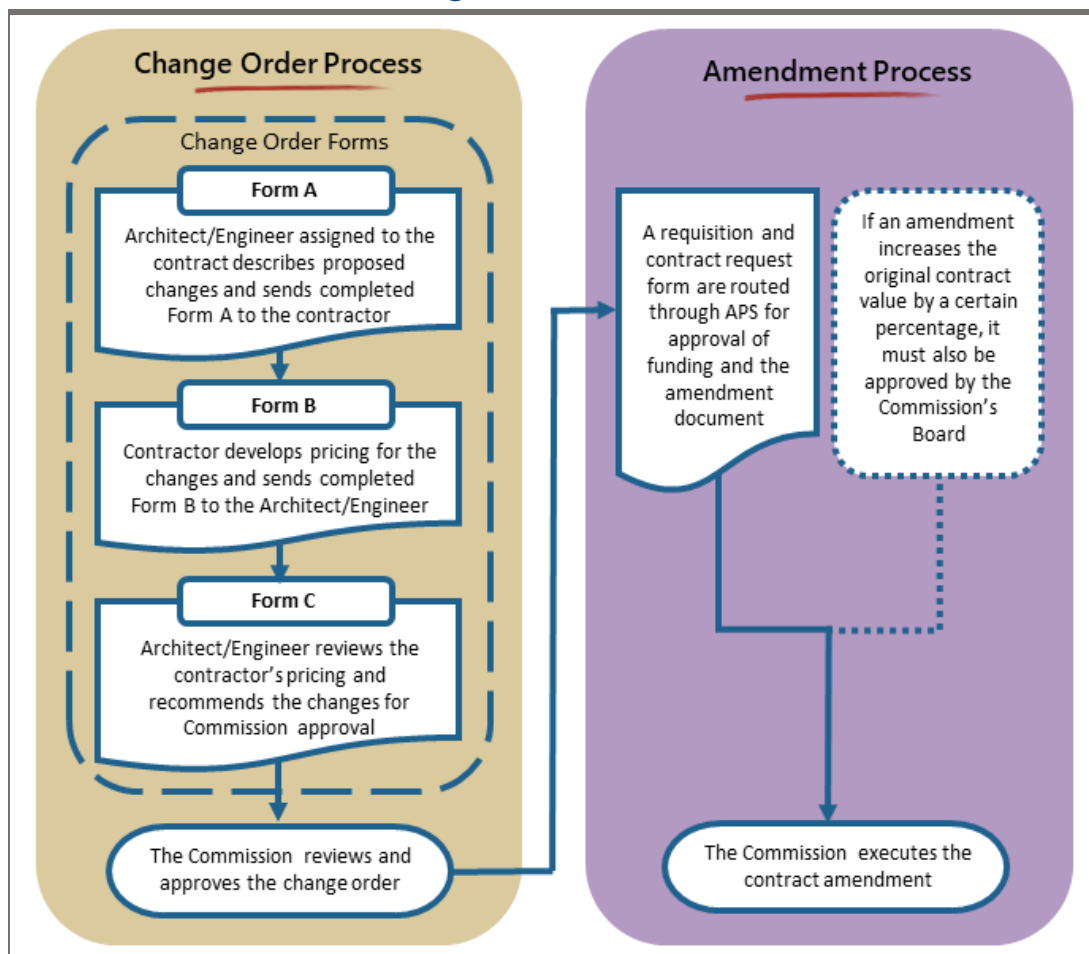 Change Order Process
Change Order Forms
Form A
Architect/Engineer assigned to the
contract describes proposed
changes and sends completed
Form A to the contractor
Form B
Contractor develops pricing for the
changes and sends completed
Form B to the Architect/Engineer
Form C
Architect/Engineer reviews the
contractor's pricing and
recommends the changes for
Commission approval
The Commission reviews and
approves the change order
Amendment Process
A requisition and
contract request
form are routed
through APS for
approval of
funding and the
amendment
document
If an amendment
increases the
original contract
value by a certain
percentage, it
must also be
approved by the
Commission's
Board
The Commission executes the
contract amendment